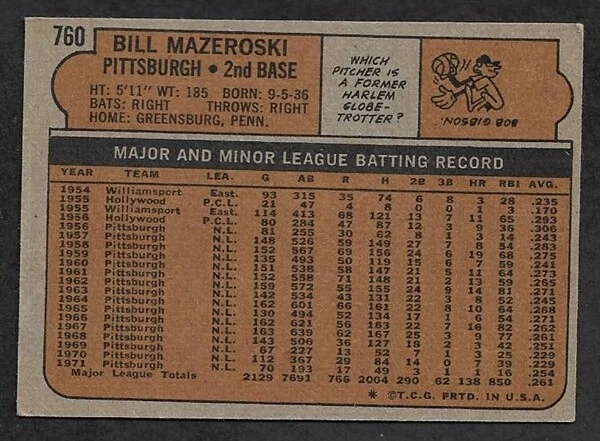 760
BILL MAZEROSKI
PITTSBURGH • 2nd BASE
HT: 5'11" WT: 185 BORN: 9-5-36
BATS: RIGHT THROWS: RIGHT
HOME: GREENSBURG, PENN.
WHICH
PITCHER IS
A FORMER
HARLEM
GLOBE-
TROTTER?
BOB GIBSON.
MAJOR AND MINOR LEAGUE BATTING RECORD
YEAR TEAM LEA. G AB R H 2B 3B HR RBI AVG.
1954 Williamsport East. 93 315 35 74 6 8 3 28 .235
1955 Hollywood P.C.L. 21 47 4 8 0 0 1 3 .170
1955 Williamsport East. 114 413 68 121 13 7 11 65 .293
1956 Hollywood P.C.L. 80 284 47 87 12 3 9 36 .306
1956 Pittsburgh N.L. 81 255 30 62 8 1 3 14 .243
1957 Pittsburgh N.L. 148 526 59 149 27 7 8 54 .283
1958 Pittsburgh N.L. 152 567 69 156 24 6 19 68 .275
1959 Pittsburgh N.L. 135 493 50 119 15 6 7 59 .241
1960 Pittsburgh N.L. 151 538 58 147 21 5 11 64 .273
1961 Pittsburgh N.L. 152 558 71 148 21 2 13 59 .265
1962 Pittsburgh N.L. 159 572 55 155 24 9 14 81 .271
1963 Pittsburgh N.L. 142 534 43 131 22 3 8 52 .245
1964 Pittsburgh N.L. 162 601 66 161 22 8 10 64 .268
1965 Pittsburgh N.L. 130 494 52 134 17 1 6 54 .271
1966 Pittsburgh N.L. 162 621 56 163 22 7 16 82 .262
1967 Pittsburgh N.L. 163 639 62 167 25 3 9 77 .261
1968 Pittsburgh N.L. 143 506 36 127 18 2 3 42 .251
1969 Pittsburgh N.L. 67 227 13 52 7 1 3 25 .229
1970 Pittsburgh N.L. 112 367 29 84 14 0 7 39 .229
1971 Pittsburgh N.L. 70 193 17 49 3 1 1 16 .254
Major League Totals 2129 7691 766 2004 290 62 138 850 .261
* ©T.C.G. PRTD. IN U.S.A.